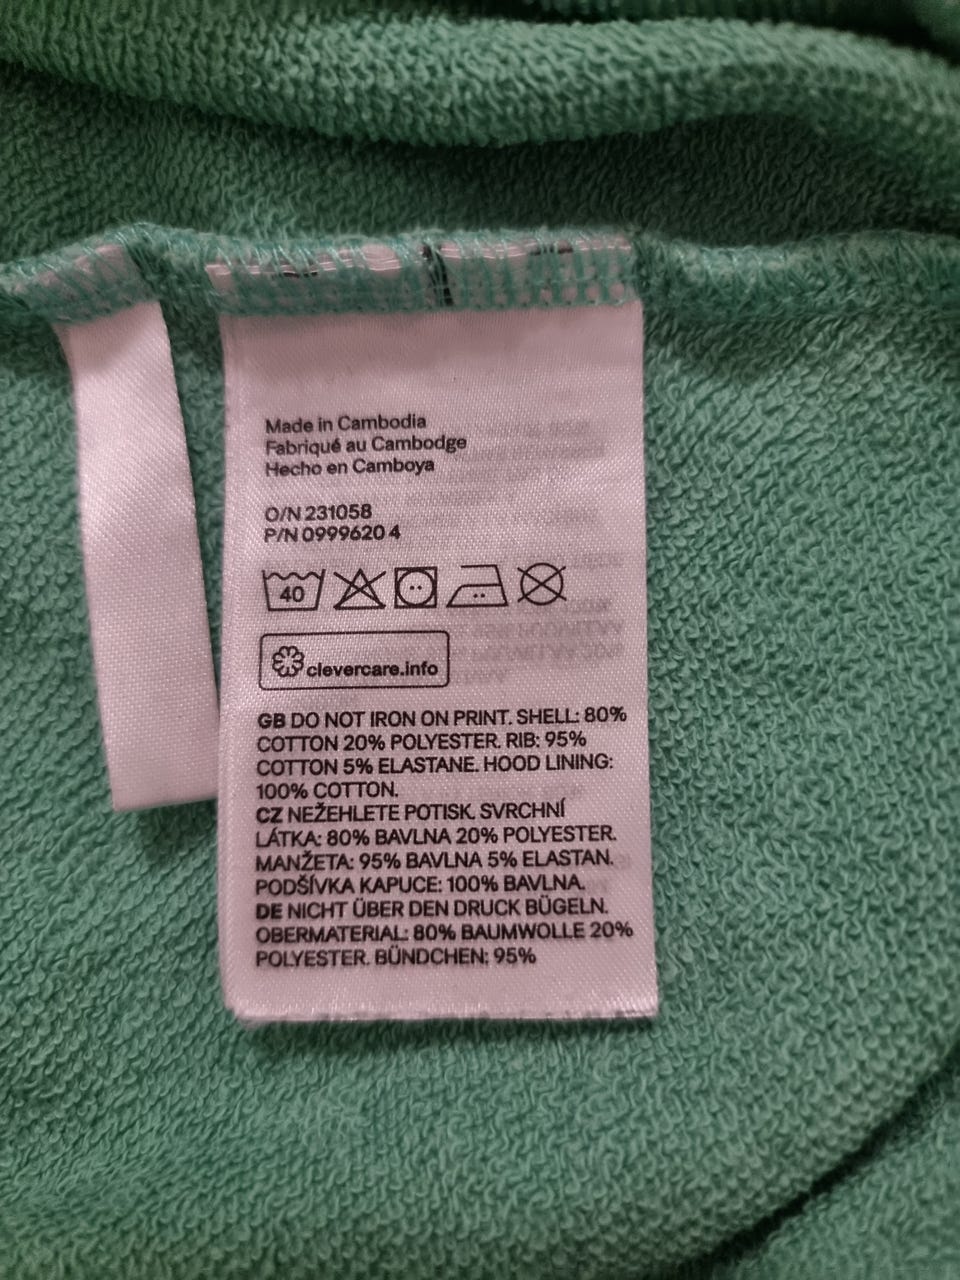 Made in Cambodia
Fabriqué au Cambodge
Hecho en Camboya
O/N 231058
P/N 0999620 4
40
clevercare.info
GB DO NOT IRON ON PRINT. SHELL: 80%
COTTON 20% POLYESTER. RIB: 95%
COTTON 5% ELASTANE. HOOD LINING:
100% COTTON.
CZ NEŽEHLETE POTISK. SVRCHNÍ
LÁTKA: 80% BAVLNA 20% POLYESTER.
MANŽETA: 95% BAVLNA 5% ELASTAN.
PODŠÍVKA KAPUCE: 100% BAVLNA.
DE NICHT ÜBER DEN DRUCK BÜGELN.
OBERMATERIAL: 80% BAUMWOLLE 20%
POLYESTER. BÜNDCHEN: 95%